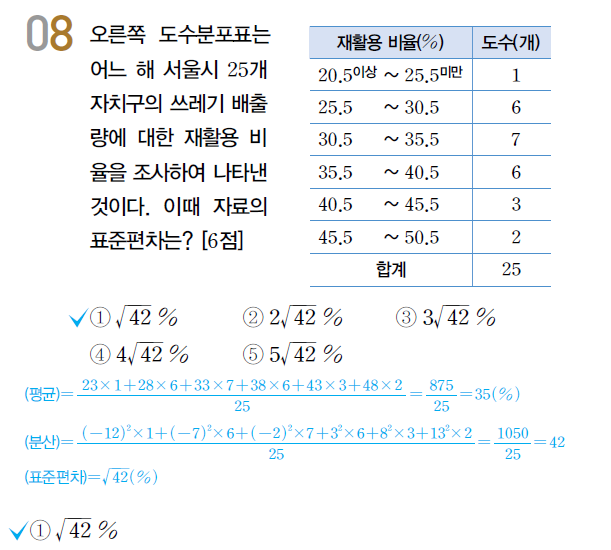 08 오른쪽 도수분포표는
어느 해 서울시 25개
자치구의 쓰레기 배출
량에 대한 재활용 비
율을 조사하여 나타낸
것이다. 이때 자료의
표준편차는? [6점]
재활용 비율(%) 도수(개)
20.5이상 ~ 25.5미만 1
25.5 ~ 30.5 6
30.5 ~ 35.5 7
35.5 ~ 40.5 6
40.5 ~ 45.5 3
45.5 ~ 50.5 2
합계 25
✓① √42 % ② 2√42 % ③ 3√42 %
④ 4√42 % ⑤ 5√42 %
(평균)= (23×1+28×6+33×7+38×6+43×3+48×2)/25 = 875/25 =35(%)
(분산)= ((−12)²×1+(−7)²×6+(−2)²×7+3²×6+8²×3+13²×2)/25 = 1050/25 =42
(표준편차)=√42(%)
✓① √42 %